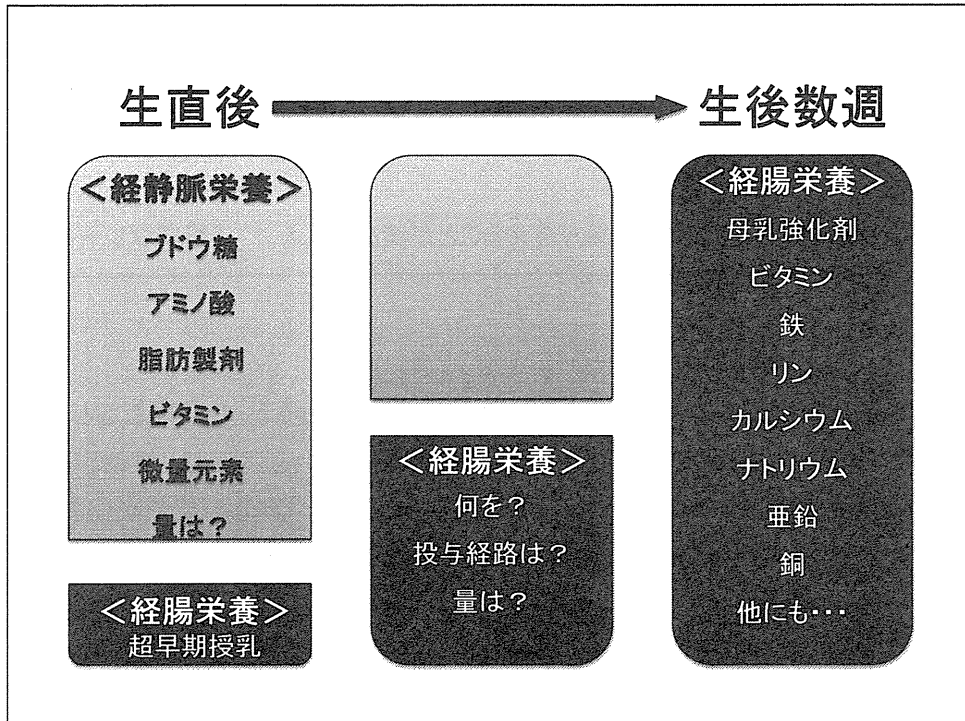 生直後
生後数週
<経静脈栄養>
ブドウ糖
アミノ酸
脂肪製剤
ビタミン
微量元素
量は?
<経腸栄養>
超早期授乳
<経腸栄養>
何を?
投与経路は?
量は?
<経腸栄養>
母乳強化剤
ビタミン
鉄
リン
カルシウム
ナトリウム
亜鉛
銅
他にも・・・